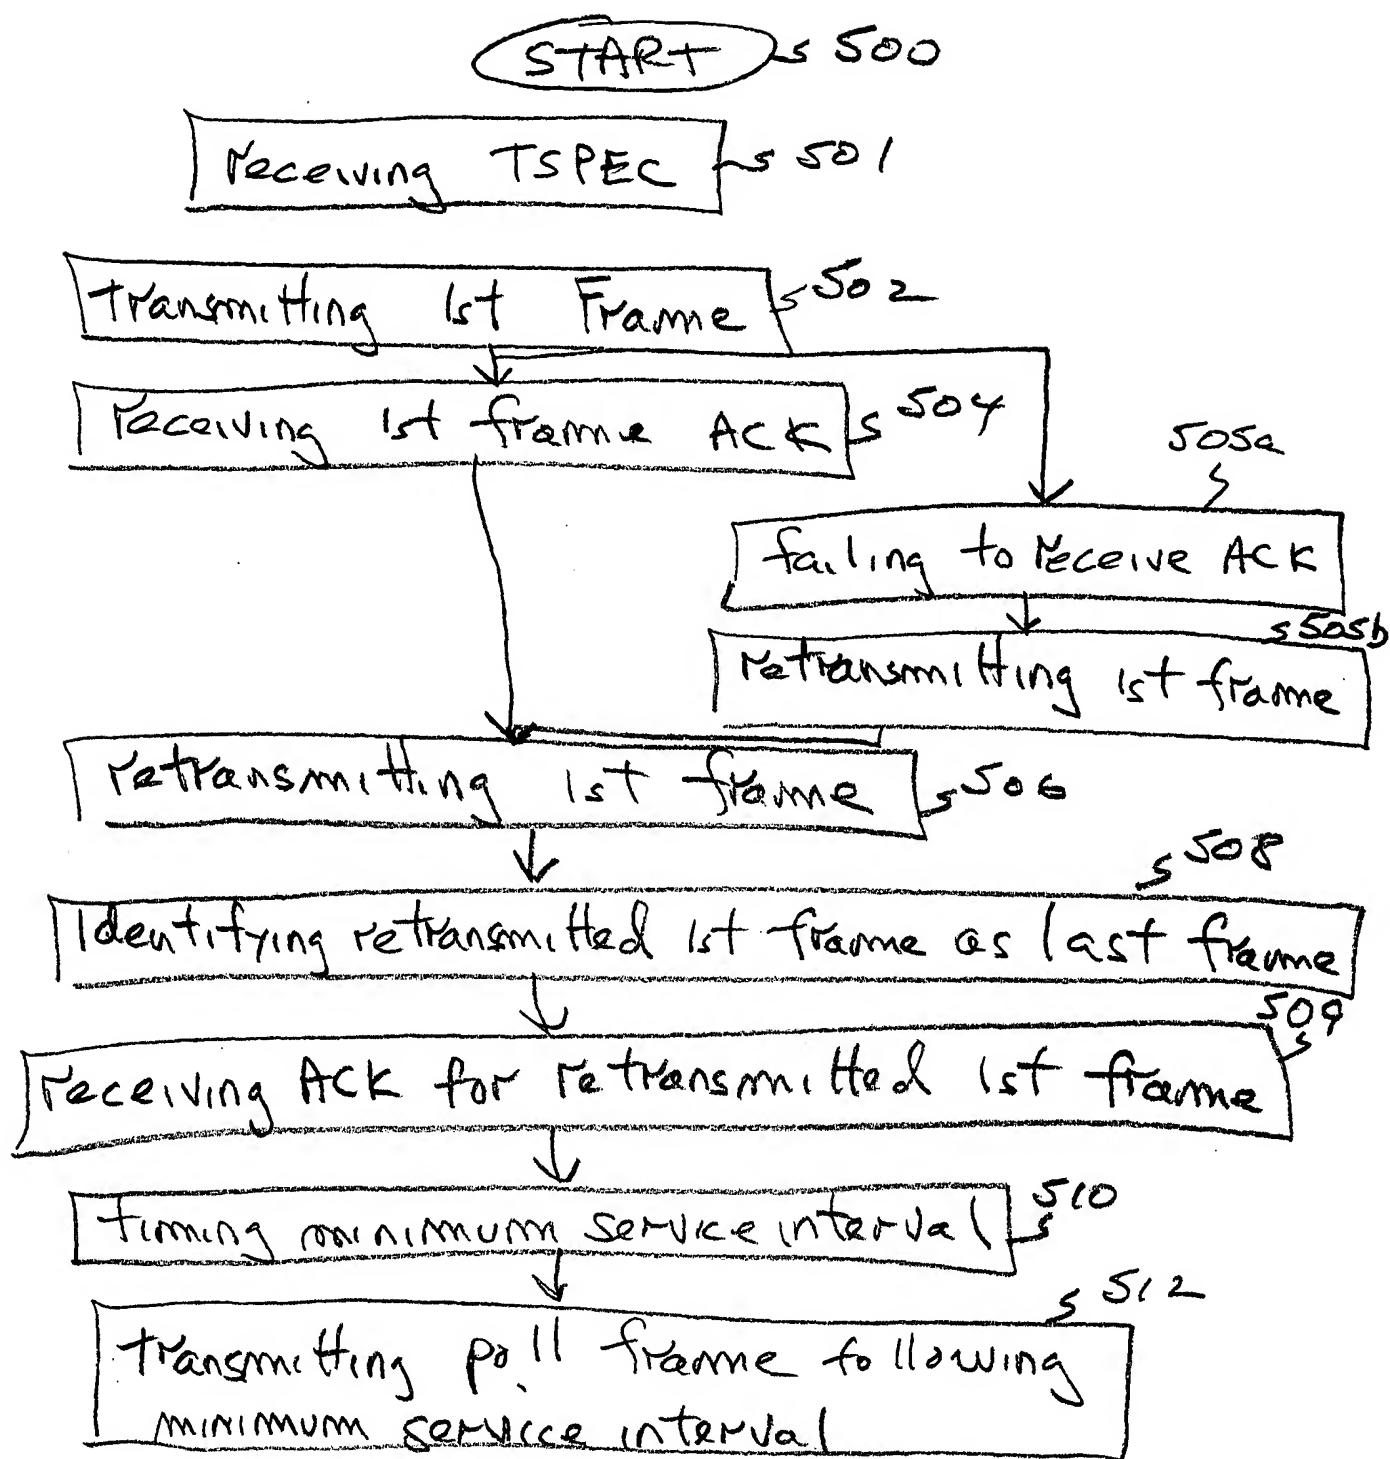 START 500
receiving TSPEC 501
transmitting 1st Frame 502
receiving 1st frame ACK 504
505a
failing to receive ACK
505b
retransmitting 1st frame
retransmitting 1st frame 506
508
Identifying retransmitted 1st frame as last frame
509
receiving ACK for retransmitted 1st frame
timing minimum service interval 510
512
transmitting poll frame following
minimum service interval